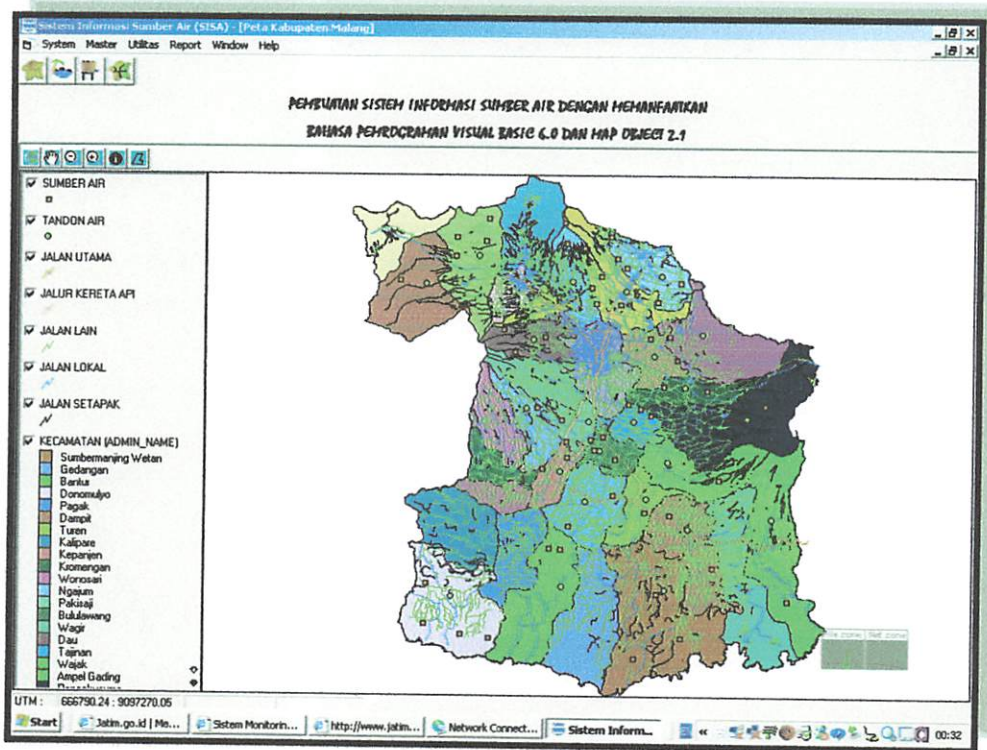 Sistem Informasi Sumber Air (SISA) - [Peta Kabupaten Malang]
System Master Utilitas Report Window Help
PEMBUATAN SISTEM INFORMASI SUMBER AIR DENGAN MEMANFAATKAN
BAHASA PEMROGRAMAN VISUAL BASIC 6.0 DAN MAP OBJECT 2.1
SUMBER AIR
TANDON AIR
JALAN UTAMA
JALUR KERETA API
JALAN LAIN
JALAN LOKAL
JALAN SETAPAK
KECAMATAN (ADMIN_NAME)
Sumbermanjing Wetan
Gedangan
Bantur
Donomulyo
Pagak
Dampit
Turen
Kalipare
Kepanjen
Kromengan
Wonosari
Ngajum
Pakisaji
Bululawang
Wagir
Dau
Tajinan
Wajak
Ampel Gading
UTM : 666790.24 : 9097270.05
Start Jatim.go.id | Me... Sistem Monitorin... http://www.jatim... Network Connect... Sistem Inform... « 00:32